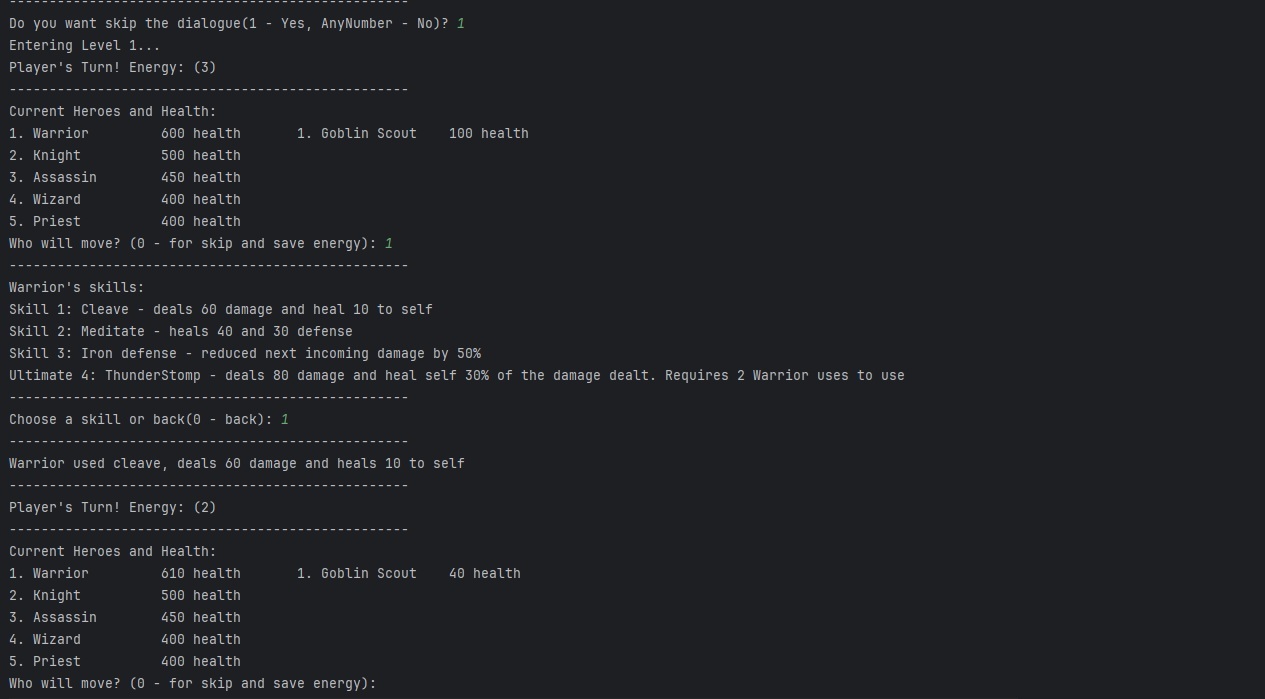 --------------------------------------------------
Do you want skip the dialogue(1 - Yes, AnyNumber - No)? 1
Entering Level 1...
Player's Turn! Energy: (3)
--------------------------------------------------
Current Heroes and Health:
1. Warrior         600 health       1. Goblin Scout    100 health
2. Knight          500 health
3. Assassin        450 health
4. Wizard          400 health
5. Priest          400 health
Who will move? (0 - for skip and save energy): 1
--------------------------------------------------
Warrior's skills:
Skill 1: Cleave - deals 60 damage and heal 10 to self
Skill 2: Meditate - heals 40 and 30 defense
Skill 3: Iron defense - reduced next incoming damage by 50%
Ultimate 4: ThunderStomp - deals 80 damage and heal self 30% of the damage dealt. Requires 2 Warrior uses to use
--------------------------------------------------
Choose a skill or back(0 - back): 1
--------------------------------------------------
Warrior used cleave, deals 60 damage and heals 10 to self
--------------------------------------------------
Player's Turn! Energy: (2)
--------------------------------------------------
Current Heroes and Health:
1. Warrior         610 health       1. Goblin Scout    40 health
2. Knight          500 health
3. Assassin        450 health
4. Wizard          400 health
5. Priest          400 health
Who will move? (0 - for skip and save energy):